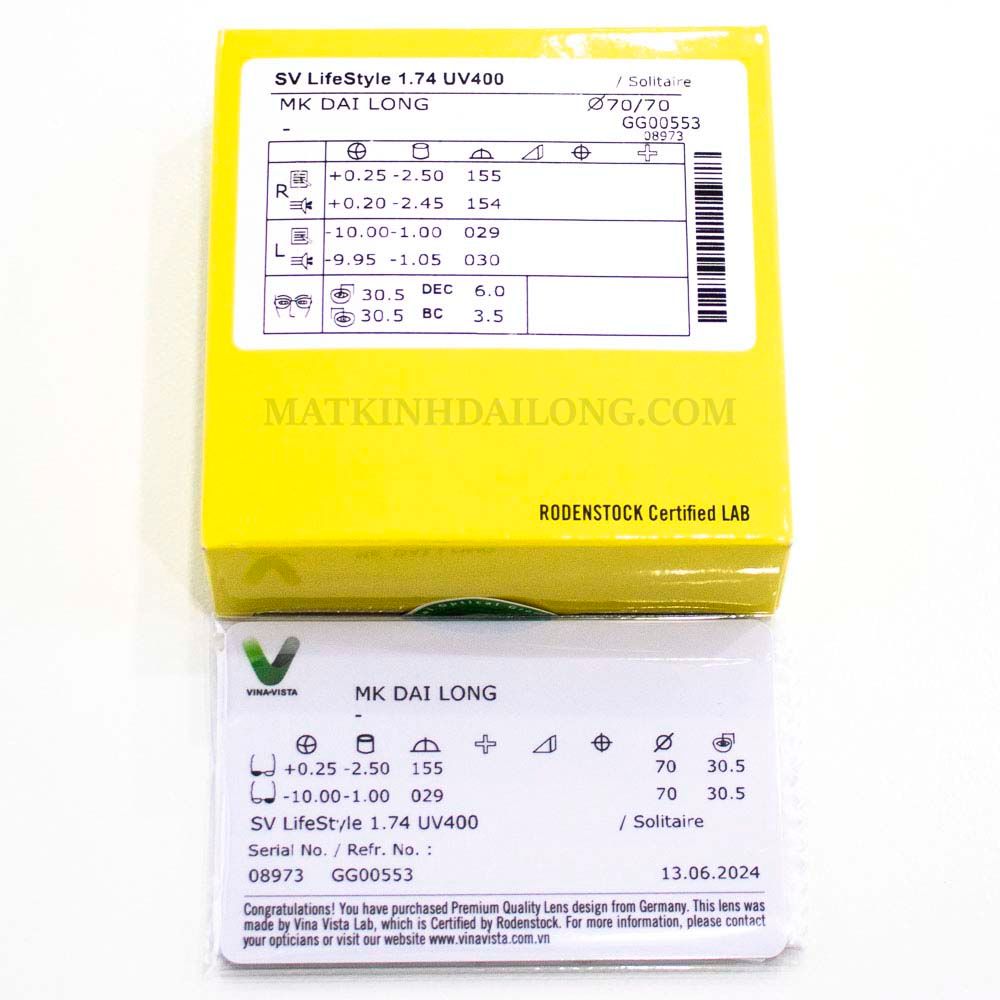 SV LifeStyle 1.74 UV400 / Solitaire
MK DAI LONG Ø70/70
- GG00553
08973
R +0.25 -2.50 155
+0.20 -2.45 154
L -10.00-1.00 029
-9.95 -1.05 030
30.5 DEC 6.0
30.5 BC 3.5
MATKINHDAILONG.COM
RODENSTOCK Certified LAB
MK DAI LONG
VINA-VISTA
MK DAI LONG
-
Ø
+0.25 -2.50 155 70 30.5
-10.00-1.00 029 70 30.5
SV LifeStyle 1.74 UV400 / Solitaire
Serial No. / Refr. No. :
08973 GG00553 13.06.2024
Congratulations! You have purchased Premium Quality Lens design from Germany. This lens was
made by Vina Vista Lab, which is Certified by Rodenstock. For more information, please contact
your opticians or visit our website www.vinavista.com.vn